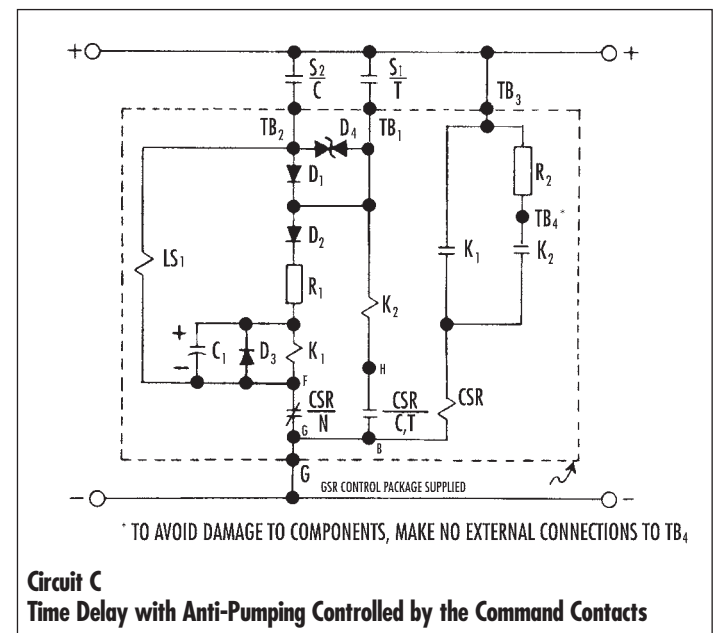 + +
S2 S1
C T
TB3
TB2 D4 TB1
D1
R2
D2 TB4*
LS1 K1 K2
R1
K2
+
C1 D3 K1
−
H
F
CSR CSR CSR
N C,T
G B
G
GSR CONTROL PACKAGE SUPPLIED
− −
* TO AVOID DAMAGE TO COMPONENTS, MAKE NO EXTERNAL CONNECTIONS TO TB4
Circuit C
Time Delay with Anti-Pumping Controlled by the Command Contacts